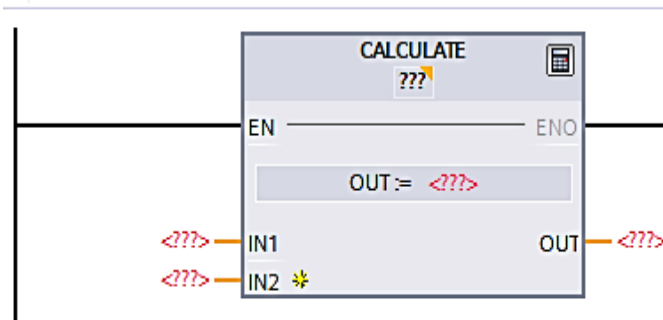 CALCULATE
???
EN ENO
OUT := <???>
<???> IN1 OUT <???>
<???> IN2